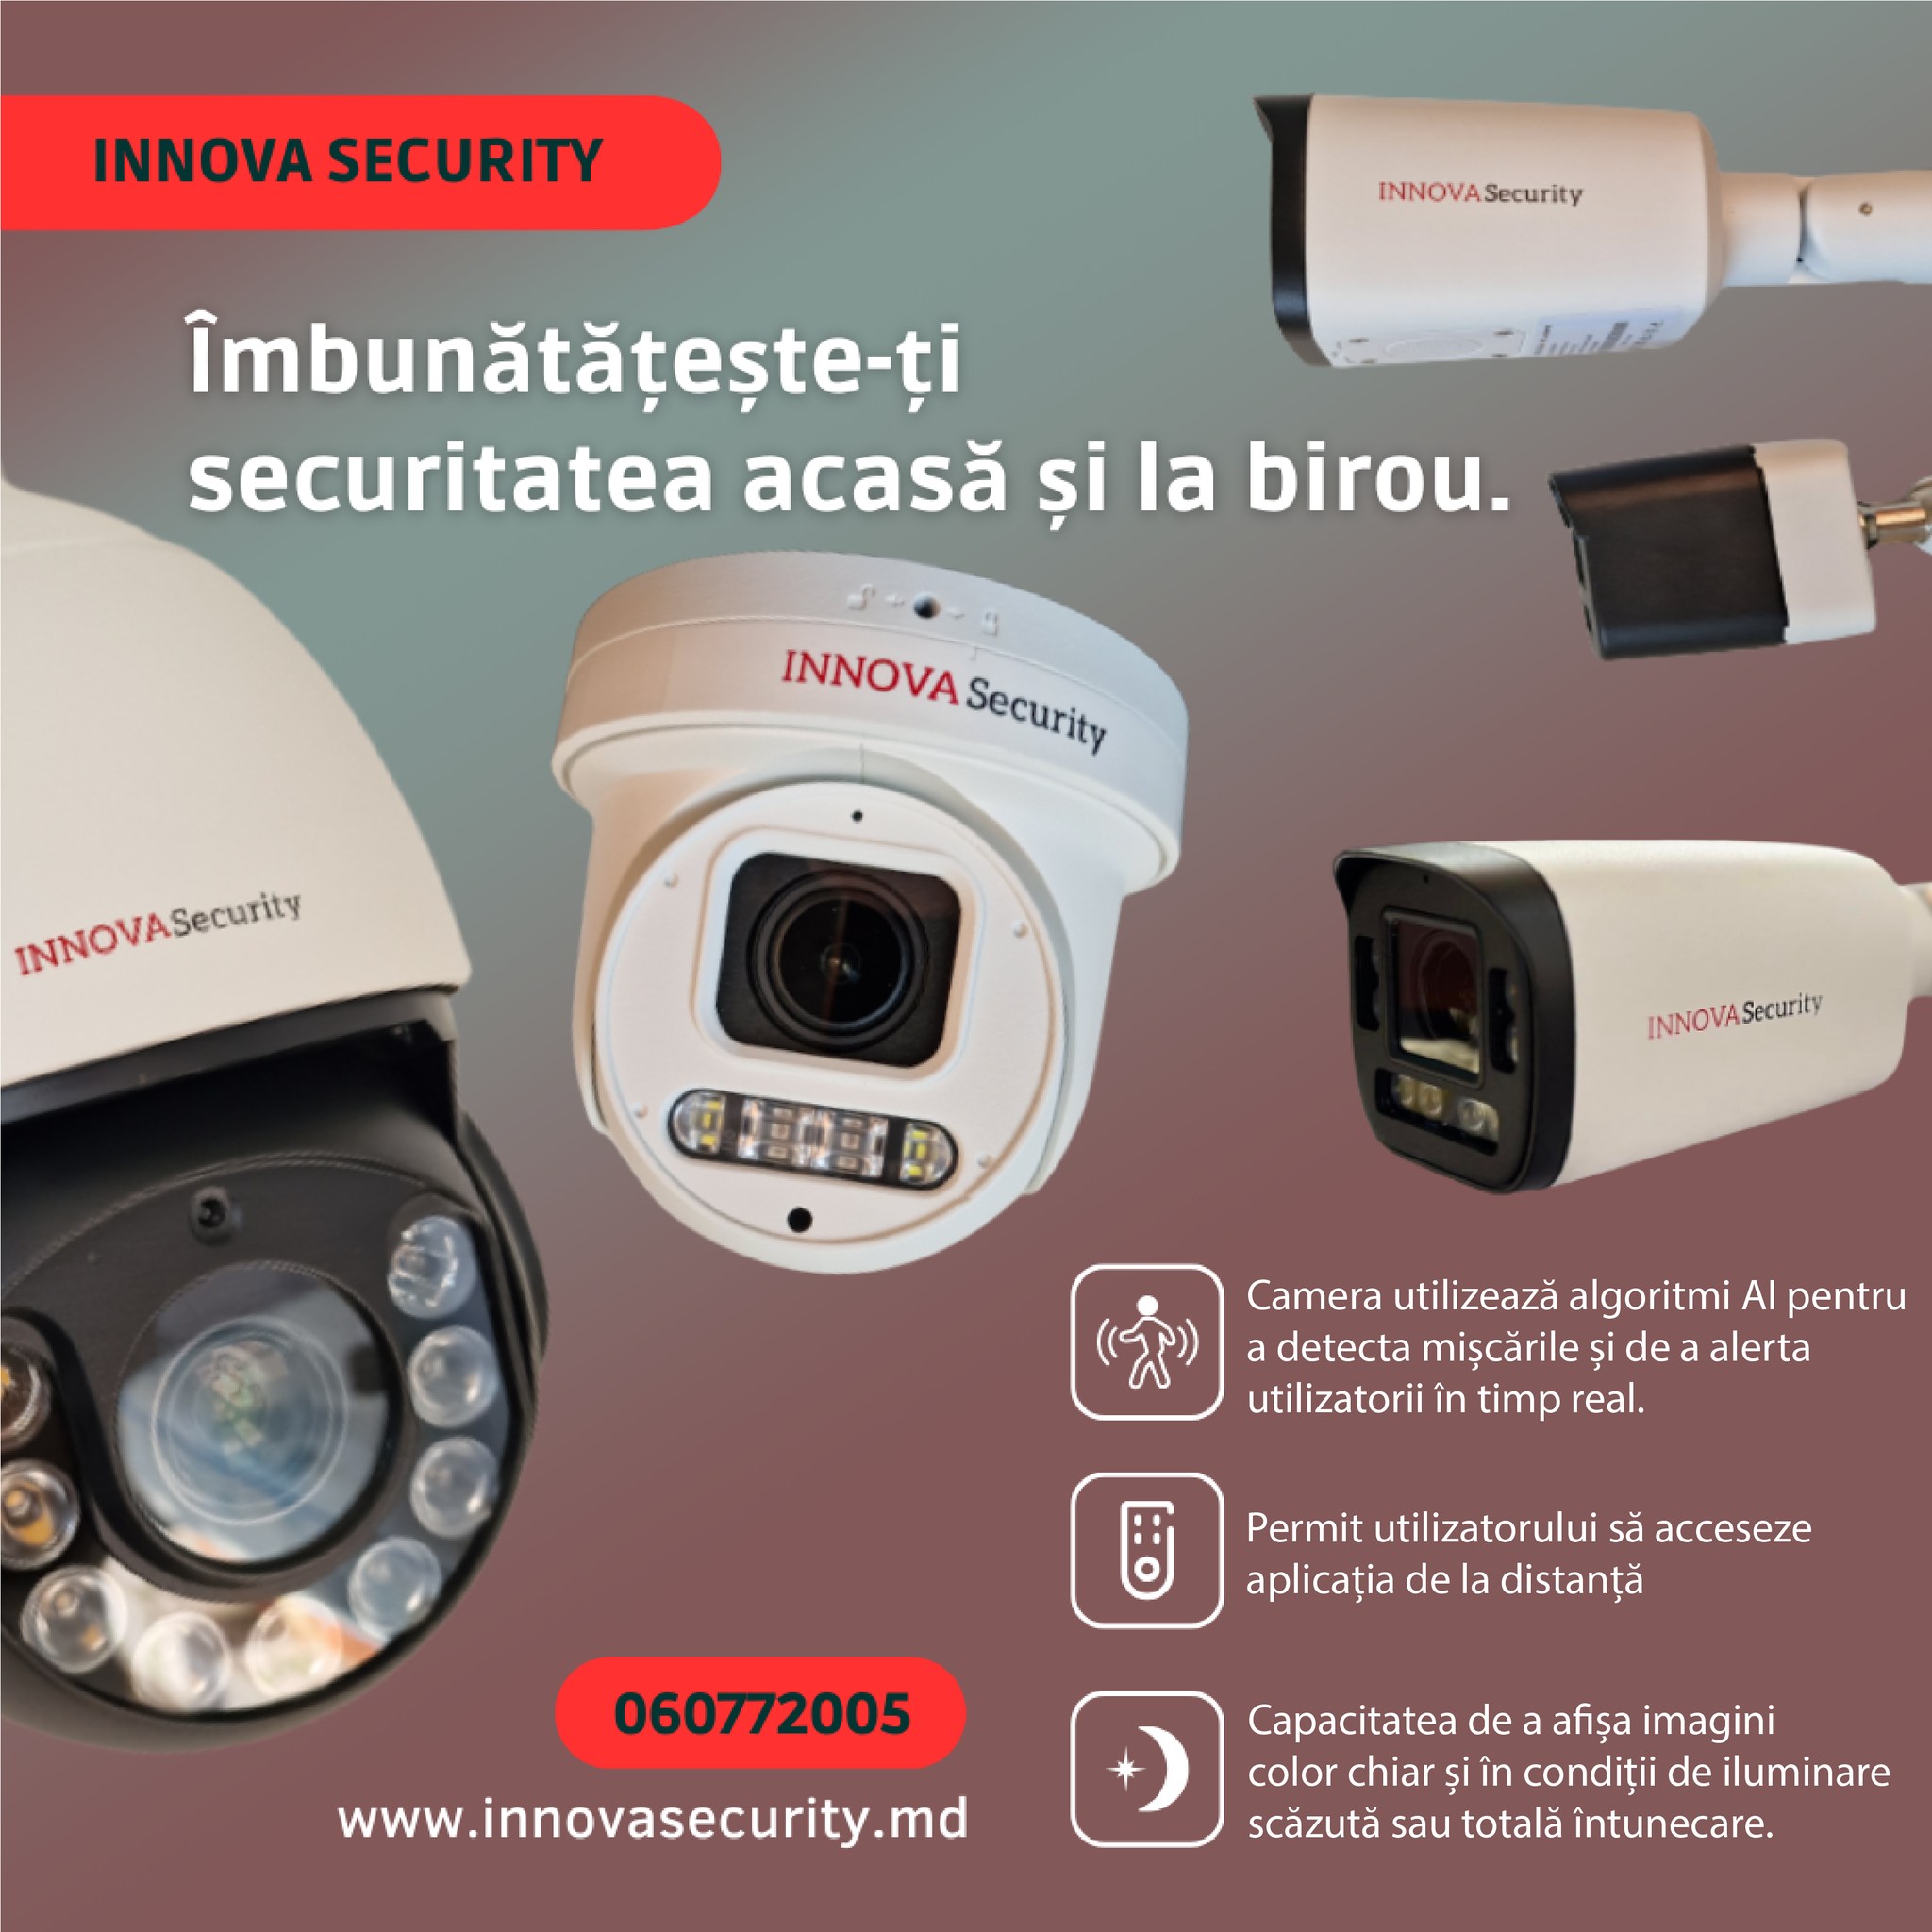 INNOVA SECURITY
INNOVA Security
Îmbunătățește-ți
securitatea acasă și la birou.
INNOVA Security
INNOVA Security
INNOVA Security
Camera utilizează algoritmi AI pentru
a detecta mișcările și de a alerta
utilizatorii în timp real.
Permit utilizatorului să acceseze
aplicația de la distanță
Capacitatea de a afișa imagini
color chiar și în condiții de iluminare
scăzută sau totală întunecare.
060772005
www.innovasecurity.md